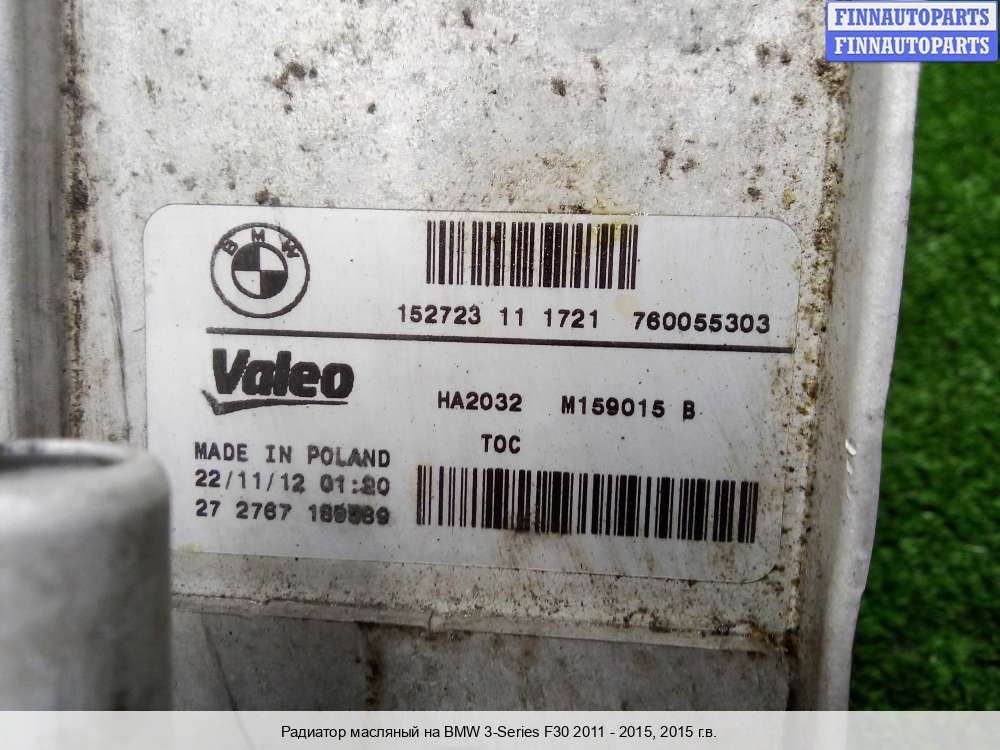 FINNAUTOPARTS
FINNAUTOPARTS
BMW
152723 11 1721 760055303
Valeo
HA2032 M159015 B
TOC
MADE IN POLAND
22/11/12 01:20
27 2767
Радиатор масляный на BMW 3-Series F30 2011 - 2015, 2015 г.в.